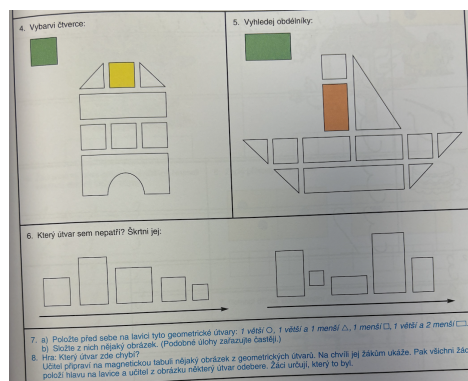 4. Vybarvi čtverce:
5. Vyhledej obdélníky:
6. Který útvar sem nepatří? Škrtni jej:
7. a) Položte před sebe na lavici tyto geometrické útvary: 1 větší ○, 1 větší a 1 menší △, 1 menší □, 1 větší a 2 menší ▭.
b) Složte z nich nějaký obrázek. (Podobné úlohy zařazujte častěji.)
8. Hra: Který útvar zde chybí?
Učitel připraví na magnetickou tabuli nějaký obrázek z geometrických útvarů. Na chvíli jej žákům ukáže. Pak všichni žác
položí hlavu na lavice a učitel z obrázku některý útvar odebere. Žáci určují, který to byl.